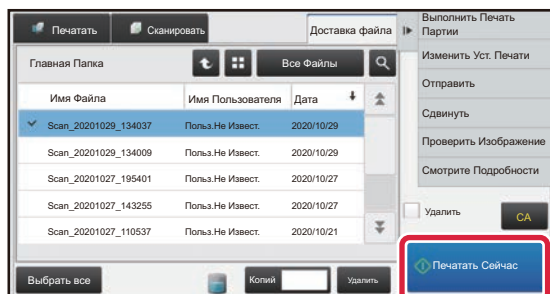 Печатать
Сканировать
Доставка файла
Главная Папка
Все Файлы
Имя Файла Имя Пользователя Дата
Scan_20201029_134037 Польз.Не Извест. 2020/10/29
Scan_20201029_134009 Польз.Не Извест. 2020/10/29
Scan_20201027_195401 Польз.Не Извест. 2020/10/27
Scan_20201027_143255 Польз.Не Извест. 2020/10/27
Scan_20201027_110537 Польз.Не Извест. 2020/10/21
Выбрать все
Копий
Удалить
Выполнить Печать
Партии
Изменить Уст. Печати
Отправить
Сдвинуть
Проверить Изображение
Смотрите Подробности
Удалить
CA
Печатать Сейчас